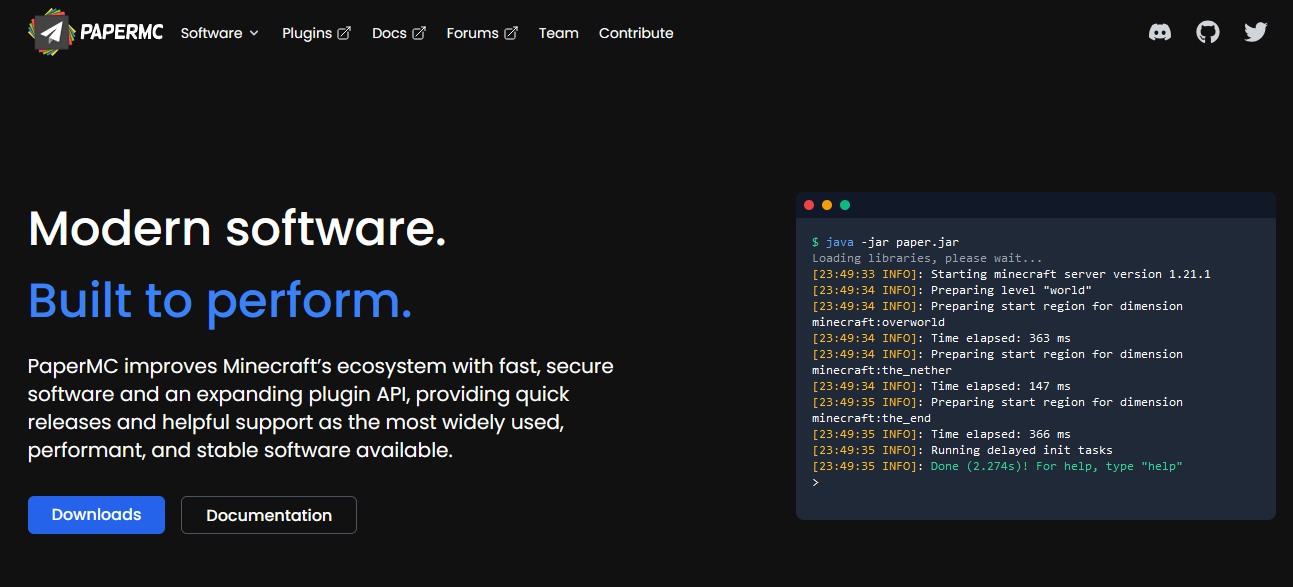 PAPERMC
Software
Plugins
Docs
Forums
Team
Contribute
Modern software.
Built to perform.
PaperMC improves Minecraft’s ecosystem with fast, secure
software and an expanding plugin API, providing quick
releases and helpful support as the most widely used,
performant, and stable software available.
Downloads
Documentation
$ java -jar paper.jar
Loading libraries, please wait...
[23:49:33 INFO]: Starting minecraft server version 1.21.1
[23:49:34 INFO]: Preparing level "world"
[23:49:34 INFO]: Preparing start region for dimension
minecraft:overworld
[23:49:34 INFO]: Time elapsed: 363 ms
[23:49:34 INFO]: Preparing start region for dimension
minecraft:the_nether
[23:49:34 INFO]: Time elapsed: 147 ms
[23:49:35 INFO]: Preparing start region for dimension
minecraft:the_end
[23:49:35 INFO]: Time elapsed: 366 ms
[23:49:35 INFO]: Running delayed init tasks
[23:49:35 INFO]: Done (2.274s)! For help, type "help"
>